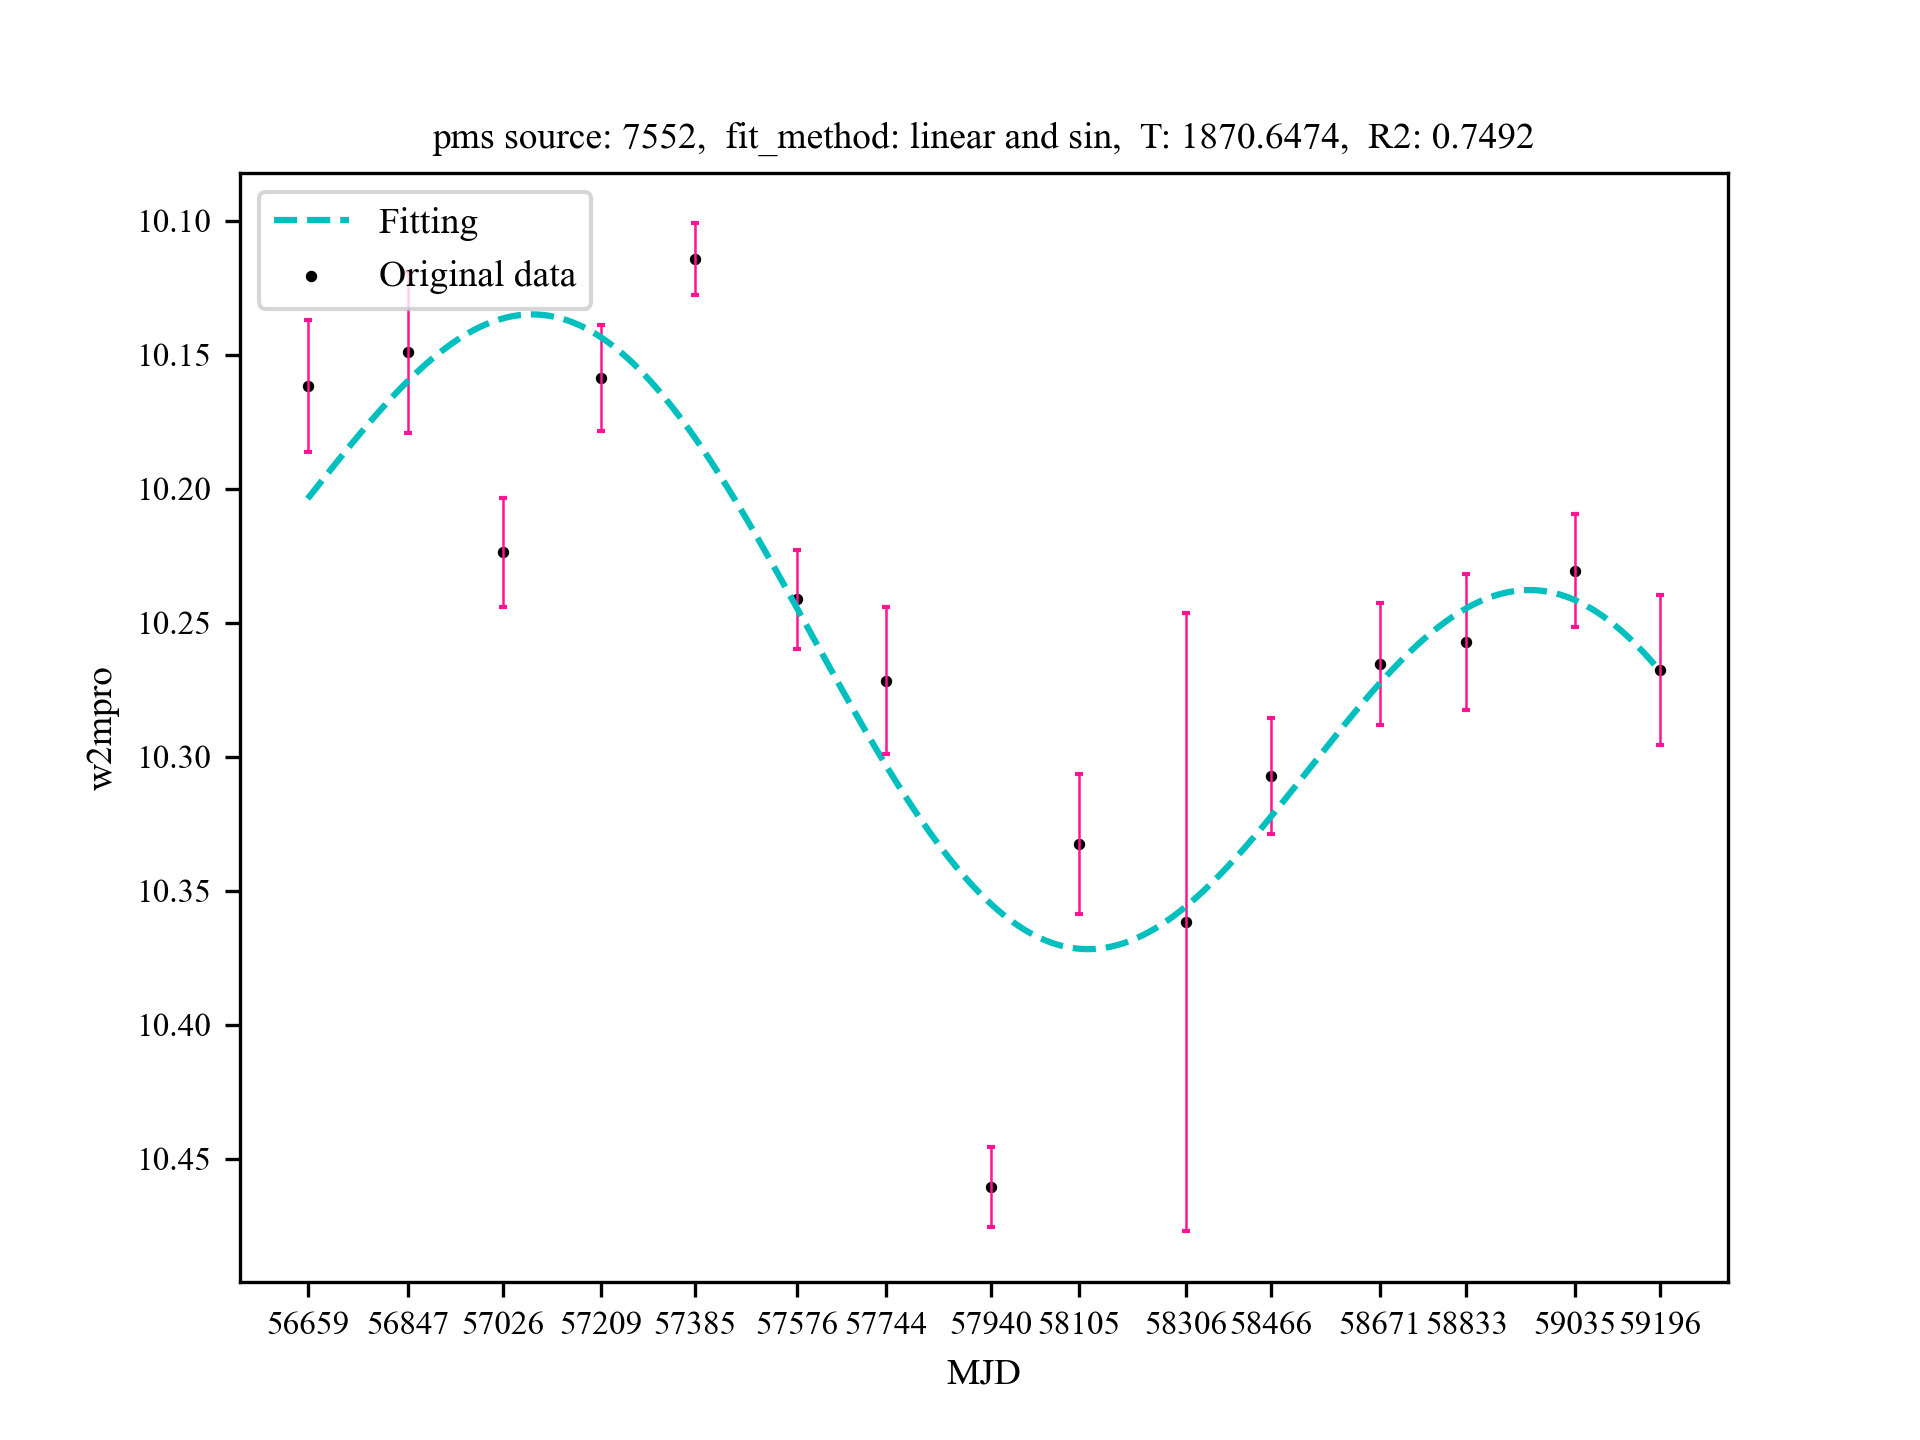 pms source: 7552, fit_method: linear and sin, T: 1870.6474, R2: 0.7492
Fitting
Original data
10.10
10.15
10.20
10.25
10.30
10.35
10.40
10.45
w2mpro
56659 56847 57026 57209 57385 57576 57744 57940 58105 58306 58466 58671 58833 59035 59196
MJD